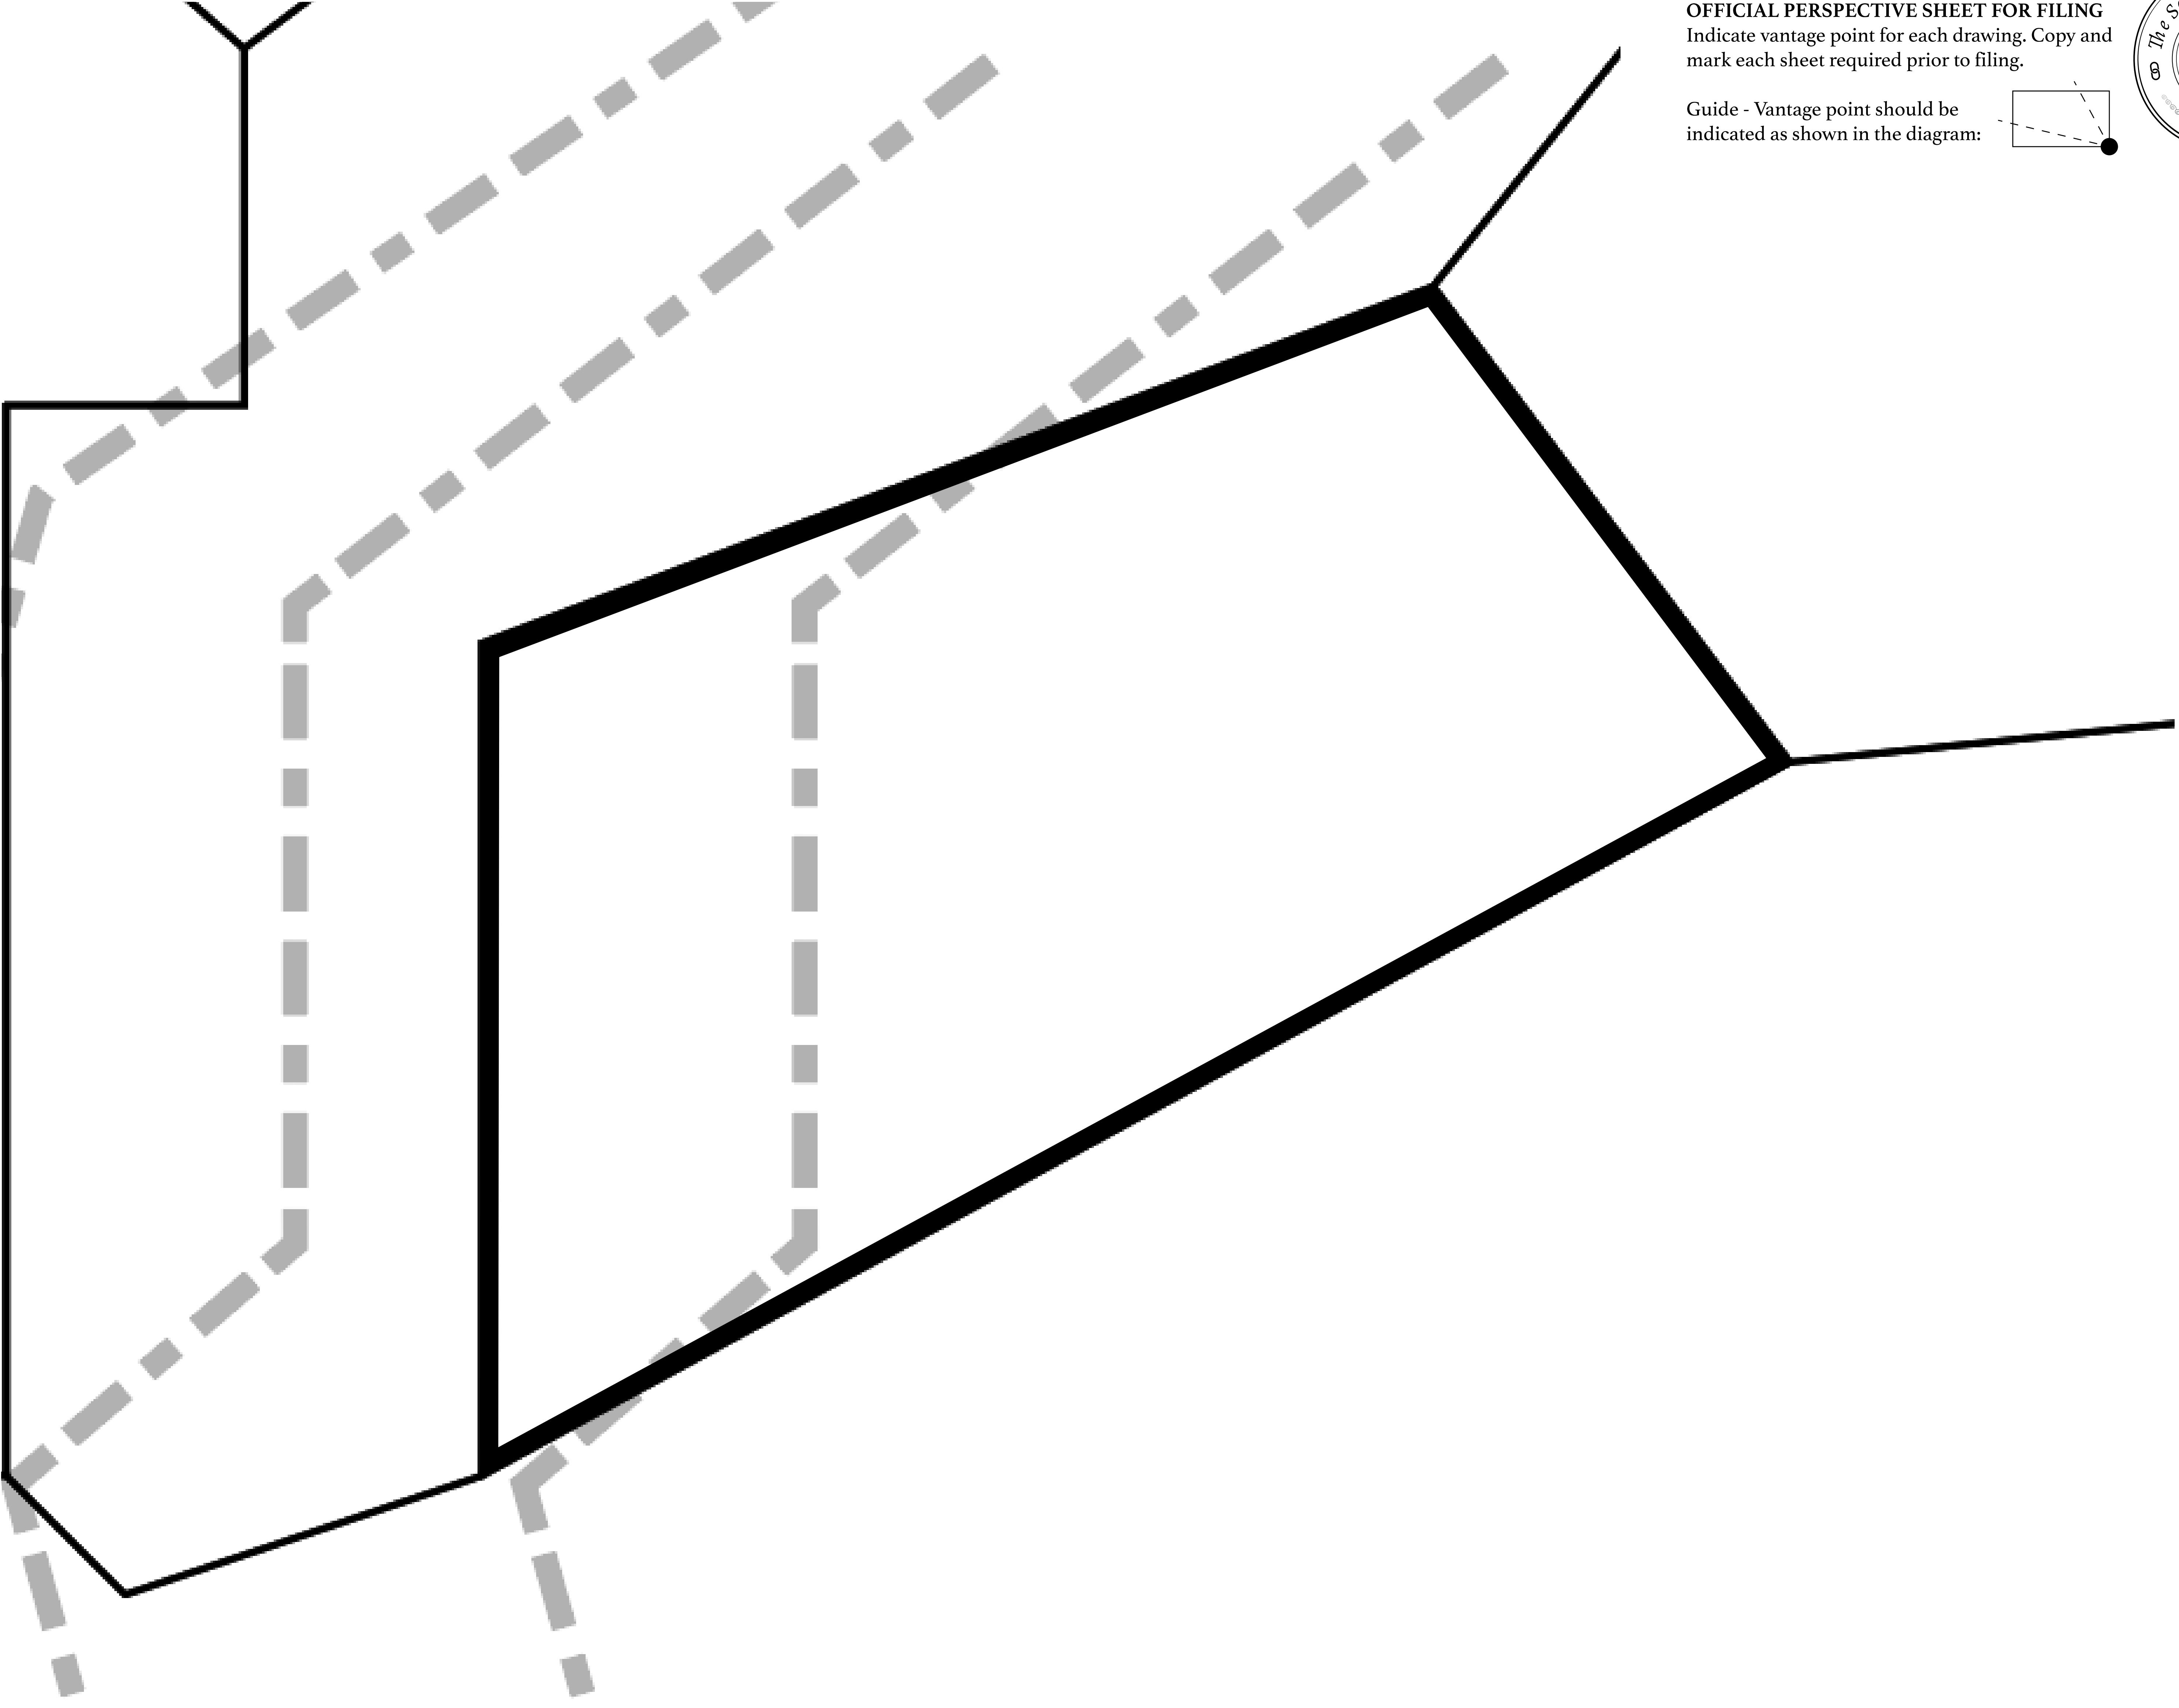 OFFICIAL PERSPECTIVE SHEET FOR FILING
Indicate vantage point for each drawing. Copy and
mark each sheet required prior to filing.
Guide - Vantage point should be
indicated as shown in the diagram:
The